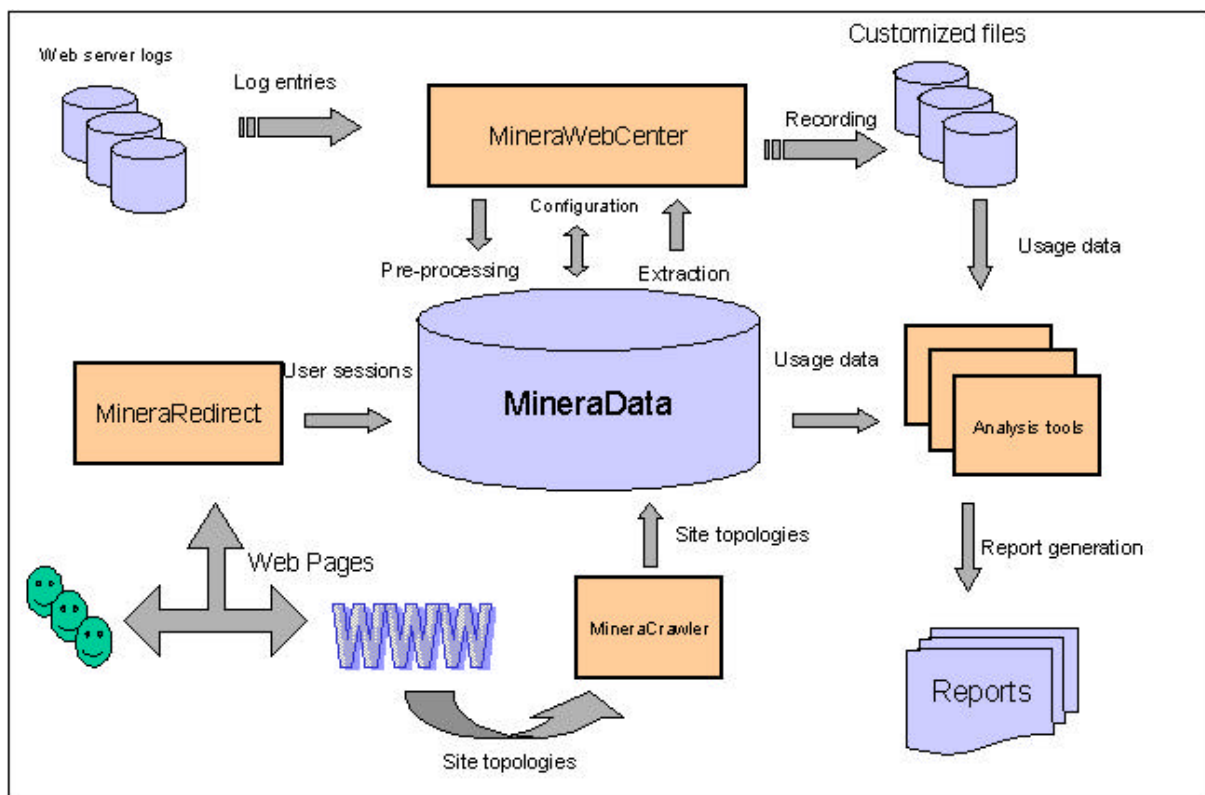 Web server logs
Customized files
Log entries
MineraWebCenter
Recording
Configuration
Pre-processing
Extraction
Usage data
User sessions
Usage data
MineraRedirect
MineraData
Analysis tools
Site topologies
Report generation
Web Pages
WWW
MineraCrawler
Reports
Site topologies